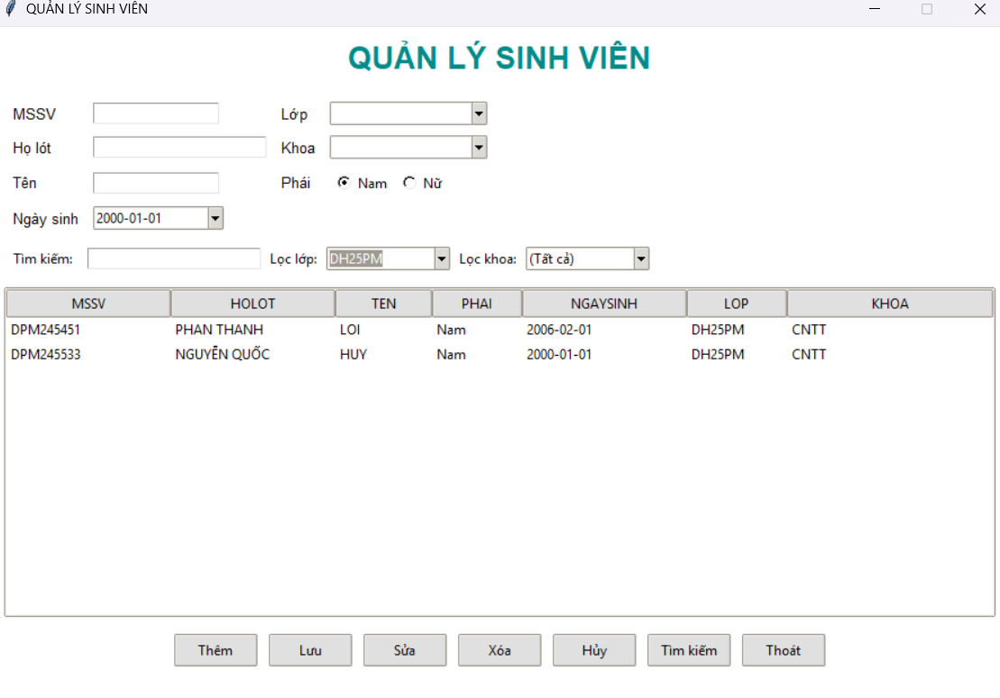 QUẢN LÝ SINH VIÊN
QUẢN LÝ SINH VIÊN
MSSV Lớp
Họ lót Khoa
Tên Phái Nam Nữ
Ngày sinh 2000-01-01
Tìm kiếm: Lọc lớp: DH25PM Lọc khoa: (Tất cả)
MSSV HOLOT TEN PHAI NGAYSINH LOP KHOA
DPM245451 PHAN THANH LOI Nam 2006-02-01 DH25PM CNTT
DPM245533 NGUYỄN QUỐC HUY Nam 2000-01-01 DH25PM CNTT
Thêm Lưu Sửa Xóa Hủy Tìm kiếm Thoát